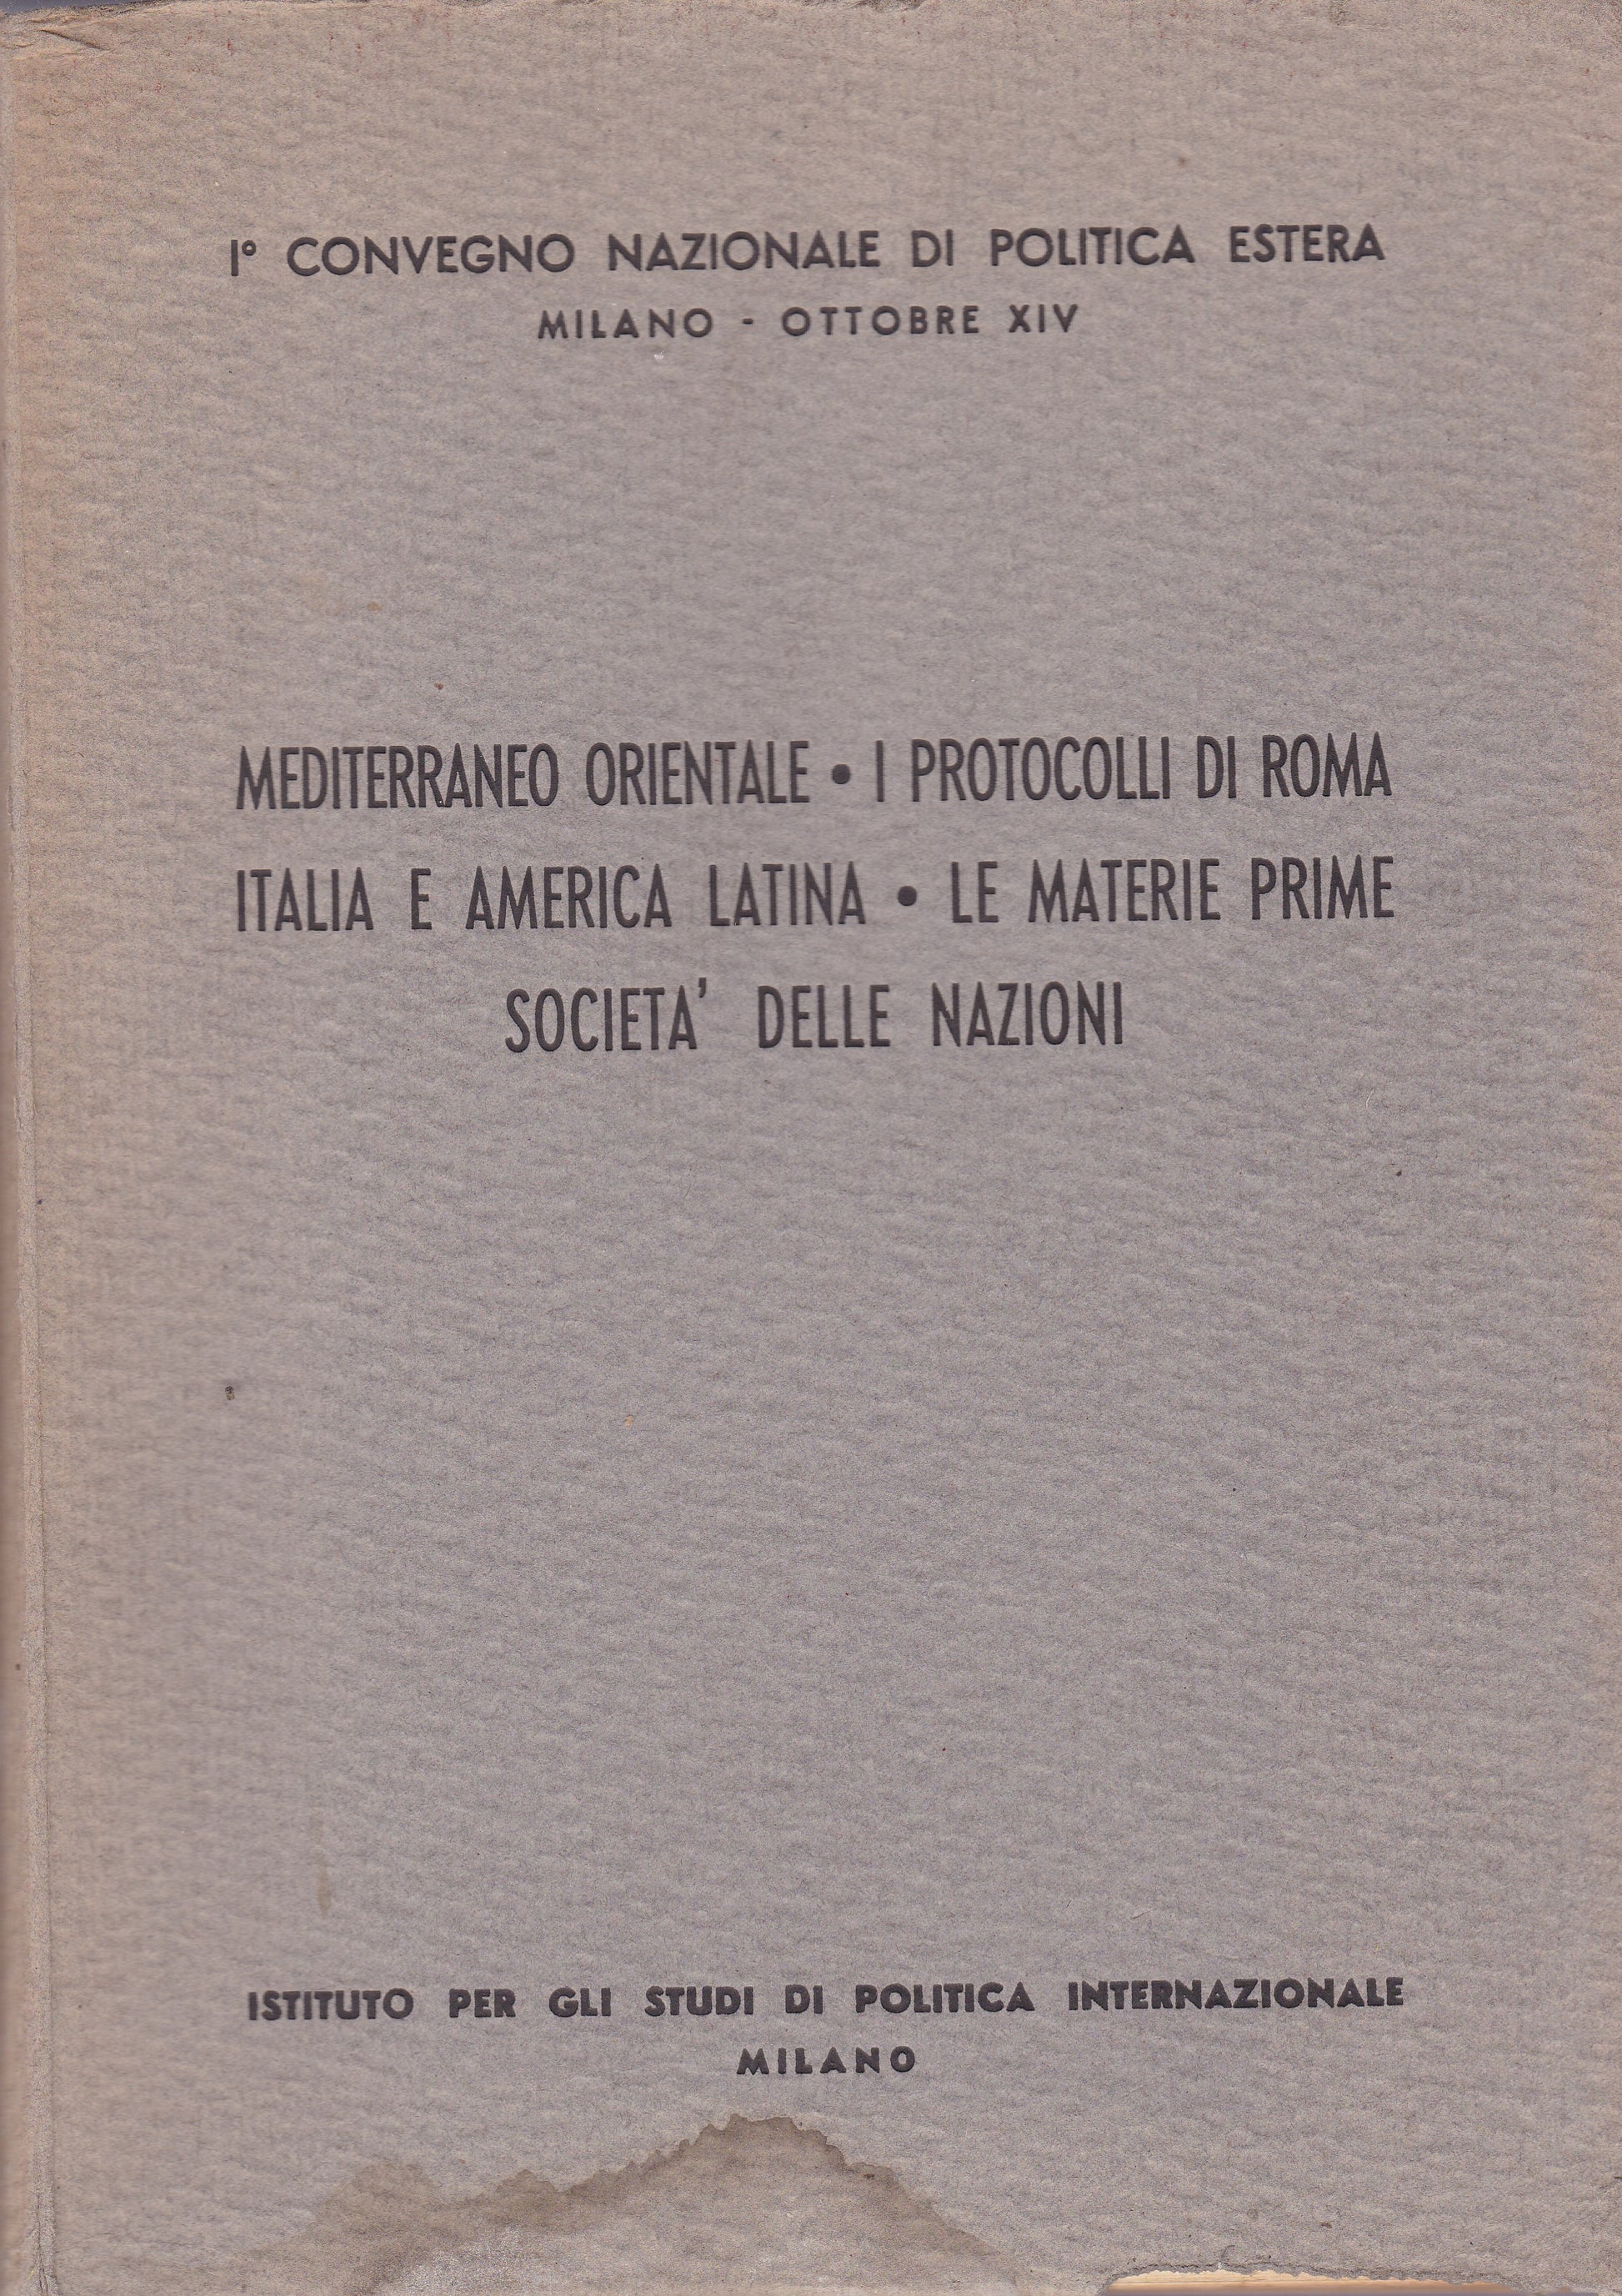 I° CONVEGNO NAZIONALE DI POLITICA ESTERA
MILANO - OTTOBRE XIV
MEDITERRANEO ORIENTALE • I PROTOCOLLI DI ROMA
ITALIA E AMERICA LATINA • LE MATERIE PRIME
SOCIETA' DELLE NAZIONI
ISTITUTO PER GLI STUDI DI POLITICA INTERNAZIONALE
MILANO